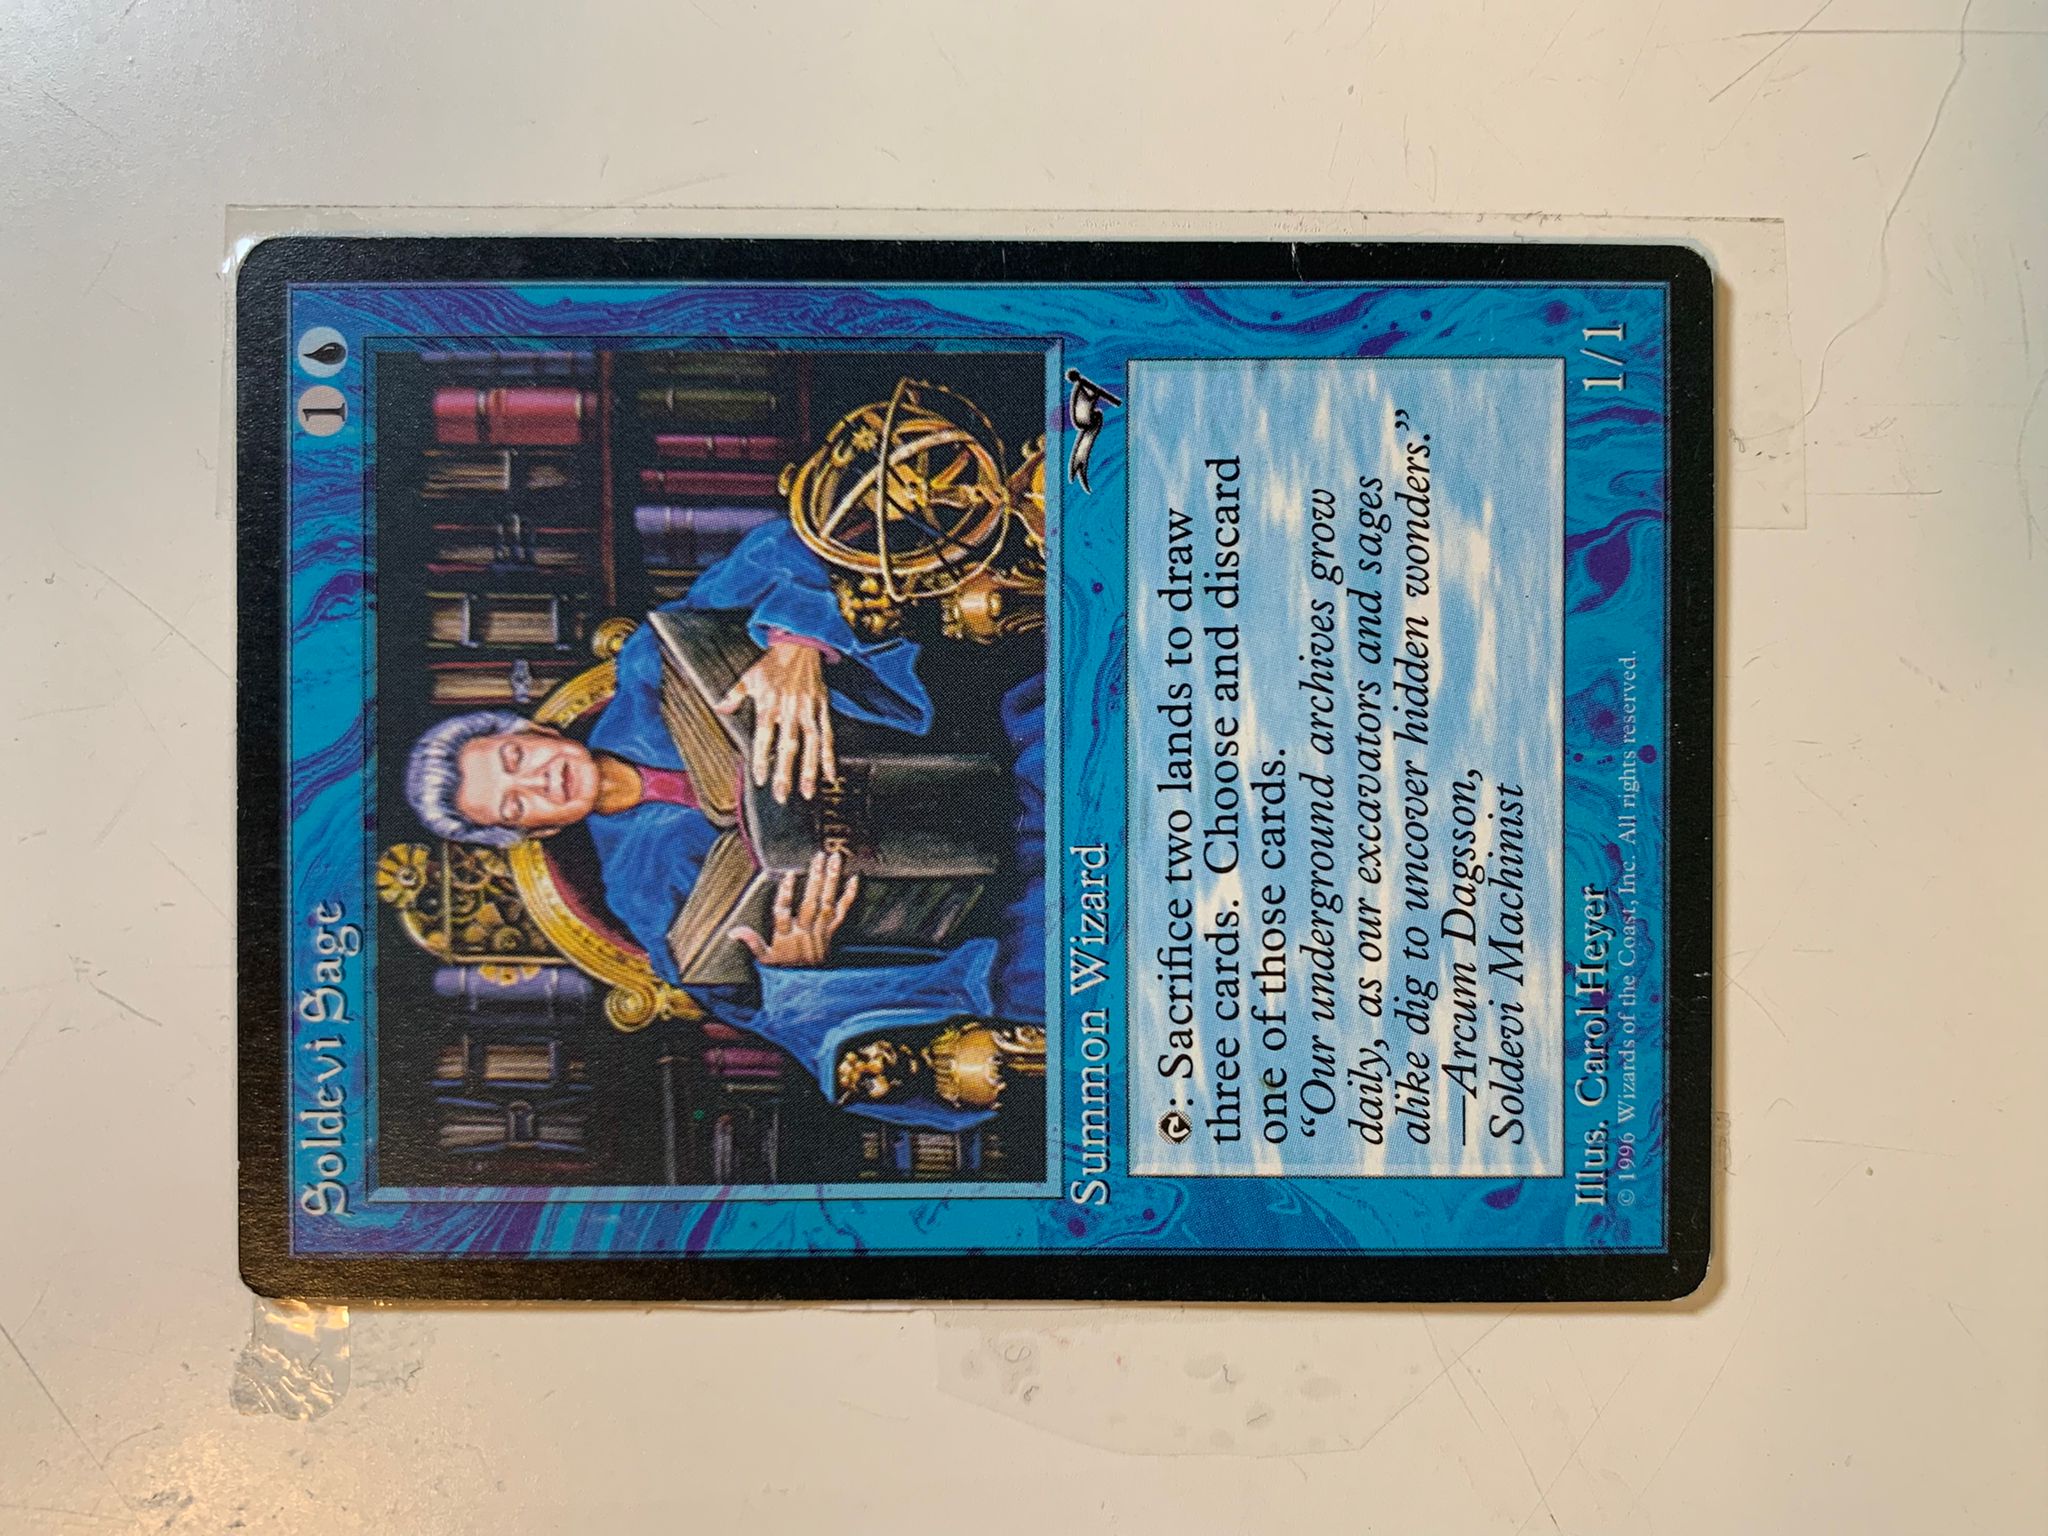 Soldevi Sage 1
Summon Wizard
: Sacrifice two lands to draw
three cards. Choose and discard
one of those cards.
“Our underground archives grow
daily, as our excavators and sages
alike dig to uncover hidden wonders.”
—Arcum Dagsson,
Soldevi Machinist
Illus. Carol Heyer 1/1
© 1996 Wizards of the Coast, Inc. All rights reserved.